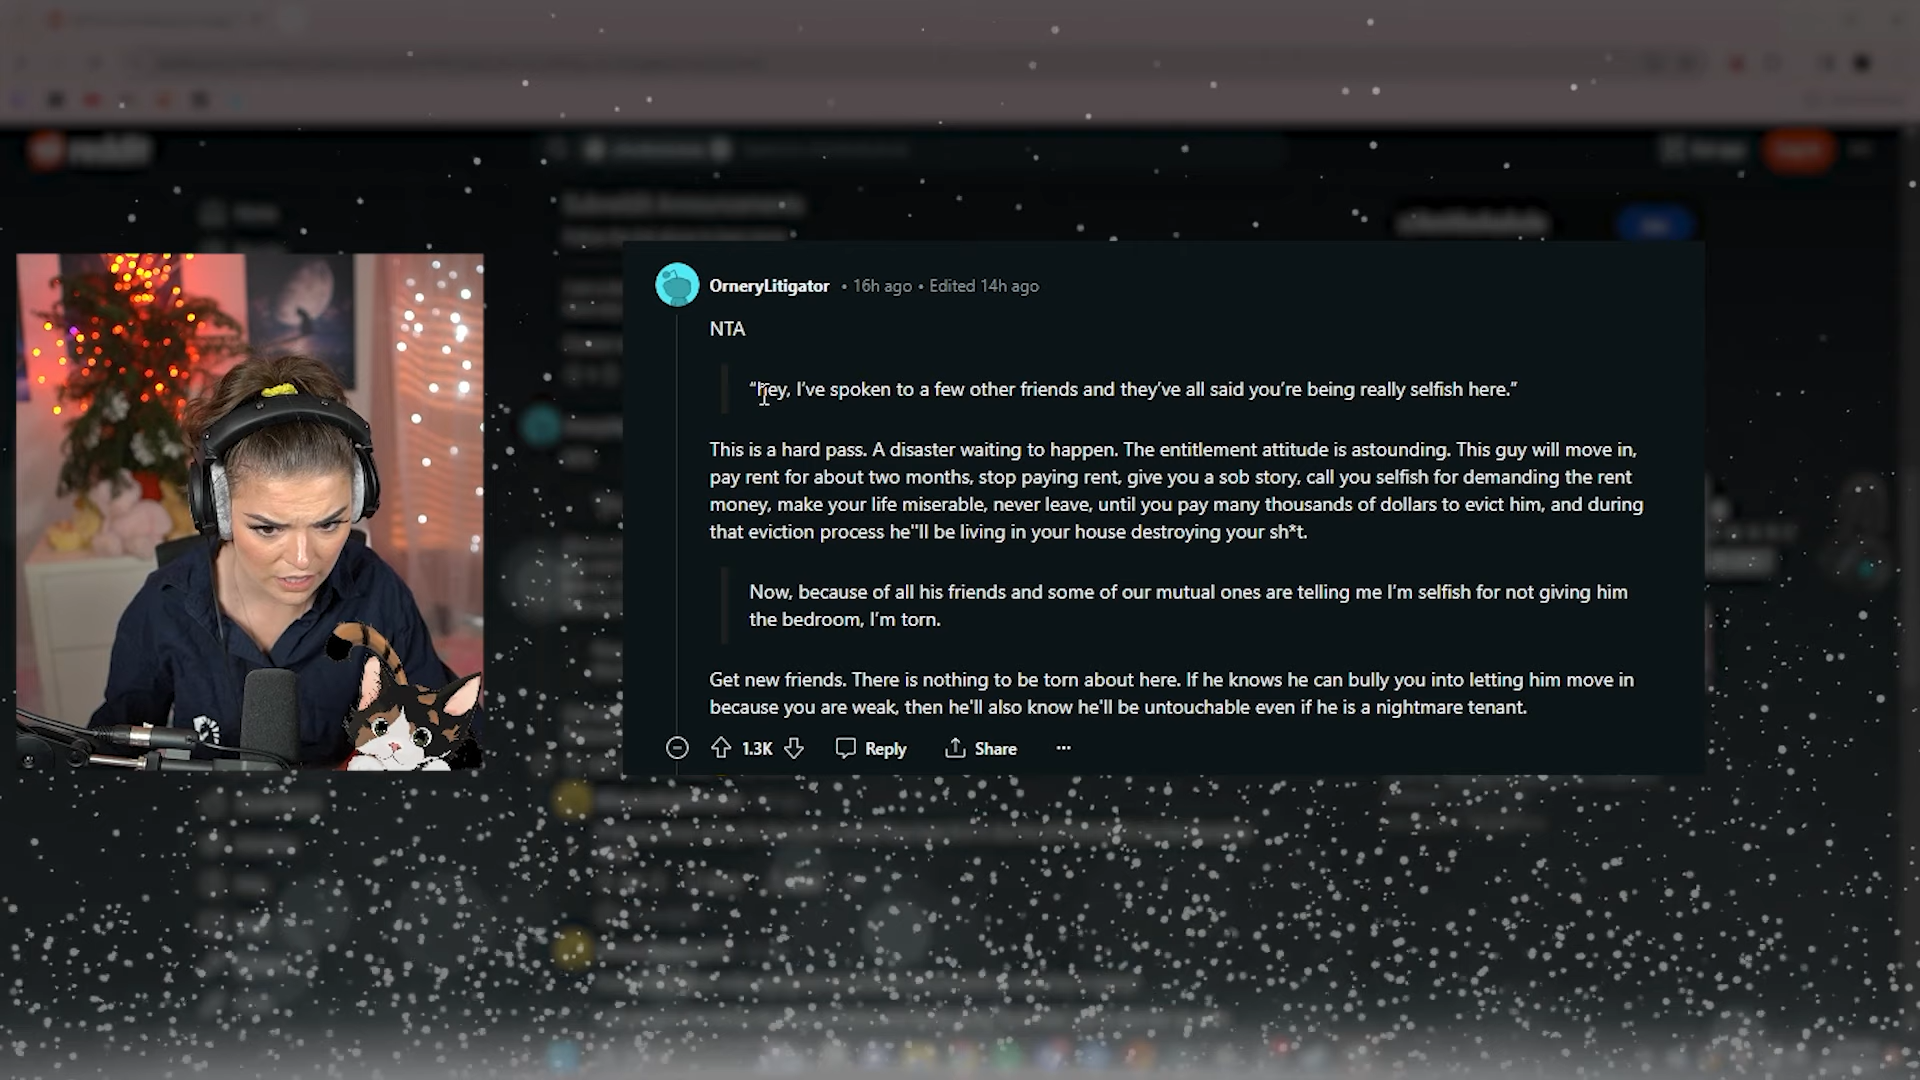 reddit
OrneryLitigator • 16h ago • Edited 14h ago
NTA
“hey, I’ve spoken to a few other friends and they’ve all said you’re being really selfish here.”
This is a hard pass. A disaster waiting to happen. The entitlement attitude is astounding. This guy will move in,
pay rent for about two months, stop paying rent, give you a sob story, call you selfish for demanding the rent
money, make your life miserable, never leave, until you pay many thousands of dollars to evict him, and during
that eviction process he"ll be living in your house destroying your sh*t.
Now, because of all his friends and some of our mutual ones are telling me I’m selfish for not giving him
the bedroom, I’m torn.
Get new friends. There is nothing to be torn about here. If he knows he can bully you into letting him move in
because you are weak, then he'll also know he'll be untouchable even if he is a nightmare tenant.
1.3K Reply Share